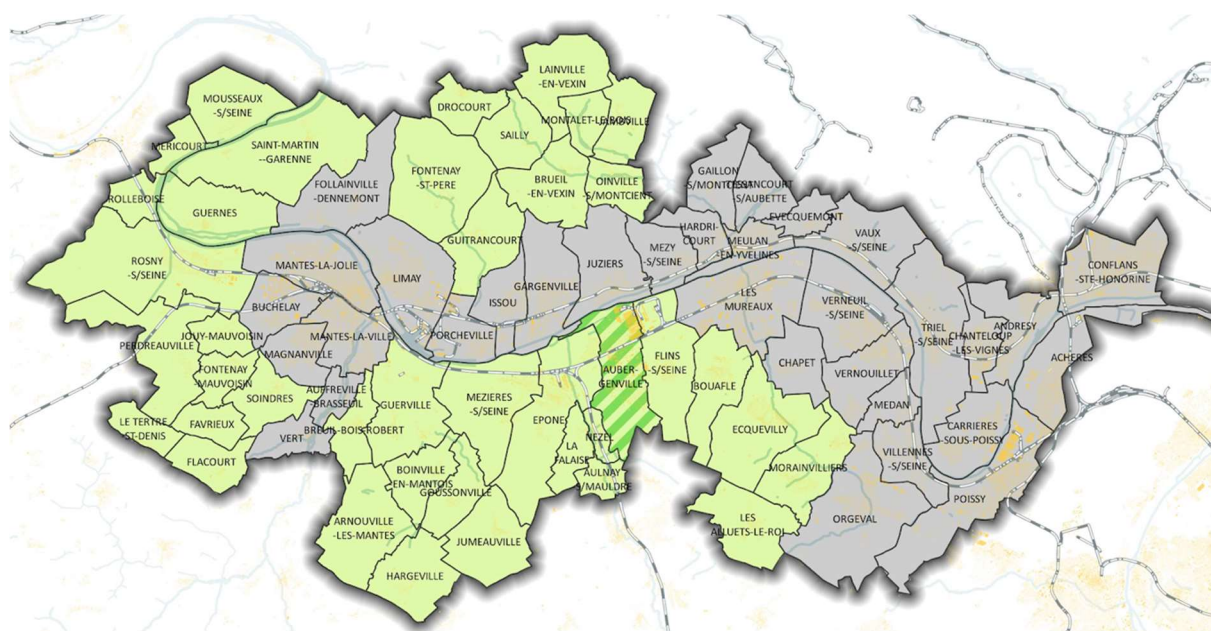 LAINVILLE
-EN-VEXIN
MOUSSEAUX
-S/SEINE
DROCOURT
MONTALET-LE-BOIS
JAMBVILLE
SAILLY
MERICOURT
SAINT-MARTIN
--GARENNE
FONTENAY
-ST-PERE
BRUEIL
-EN-VEXIN
OINVILLE
-S/MONTCIENT
GAILLON
-S/MONTCIENT
TESSANCOURT
S/AUBETTE
FOLLAINVILLE
-DENNEMONT
ROLLEBOISE
GUERNES
EVECQUEMONT
HARDRI-
COURT
VAUX
-S/SEINE
GUITRANCOURT
MEZY
-S/SEINE
MEULAN
-EN-YVELINES
ROSNY
-S/SEINE
MANTES-LA-JOLIE
LIMAY
JUZIERS
CONFLANS
-STE-HONORINE
GARGENVILLE
ISSOU
LES
MUREAUX
VERNEUIL
-S/SEINE
BUCHELAY
TRIEL
-S/SEINE
ANDRESY
CHANTELOUP
-LES-VIGNES
JOUY-MAUVOISIN
PERDREAUVILLE
MANTES-LA-VILLE
PORCHEVILLE
MAGNANVILLE
FLINS
-S/SEINE
ACHERES
CHAPET
FONTENAY
-MAUVOISIN
AUBER-
GENVILLE
VERNOUILLET
BOUAFLE
AUFFREVILLE
-BRASSEUIL
SOINDRES
GUERVILLE
MEZIERES
-S/SEINE
MEDAN
LE TERTRE
-ST-DENIS
FAVRIEUX
EPONE
BREUIL-BOIS-ROBERT
ECQUEVILLY
CARRIERES
-SOUS-POISSY
VERT
NEZEL
LA
FALAISE
VILLENNES
-S/SEINE
FLACOURT
BOINVILLE
-EN-MANTOIS
MORAINVILLIERS
AULNAY
-S/MAULDRE
GOUSSONVILLE
POISSY
ARNOUVILLE
-LES-MANTES
LES
ALLUETS-LE-ROI
ORGEVAL
JUMEAUVILLE
HARGEVILLE